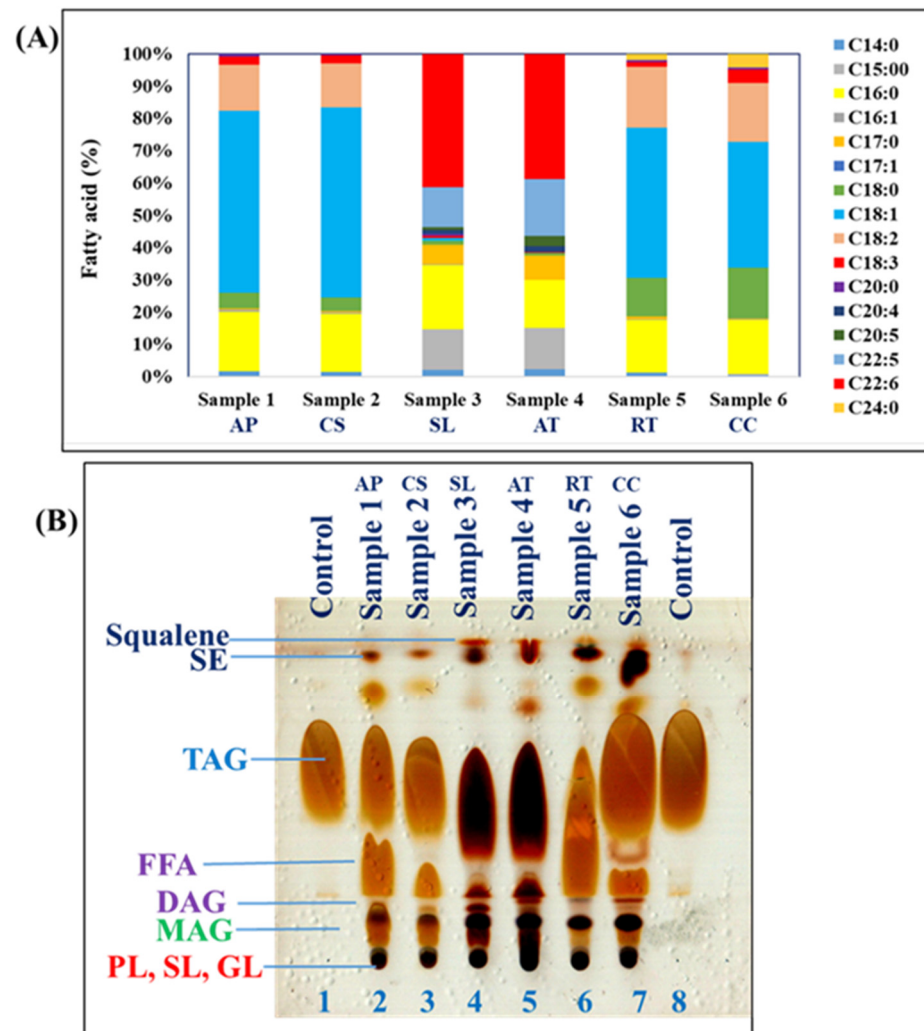 (A)
100%
90%
80%
70%
60%
50%
40%
30%
20%
10%
0%
Fatty acid (%)
Sample 1 Sample 2 Sample 3 Sample 4 Sample 5 Sample 6
AP CS SL AT RT CC
C14:0
C15:00
C16:0
C16:1
C17:0
C17:1
C18:0
C18:1
C18:2
C18:3
C20:0
C20:4
C20:5
C22:5
C22:6
C24:0
(B)
AP CS SL AT RT CC
Control Sample 1 Sample 2 Sample 3 Sample 4 Sample 5 Sample 6 Control
Squalene
SE
TAG
FFA
DAG
MAG
PL, SL, GL
1 2 3 4 5 6 7 8